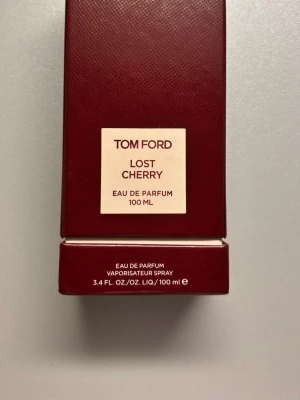 TOM FORD
LOST
CHERRY
EAU DE PARFUM
100 ML
EAU DE PARFUM
VAPORISATEUR SPRAY
3.4 FL. OZ./OZ. LIQ./100 ml ℮